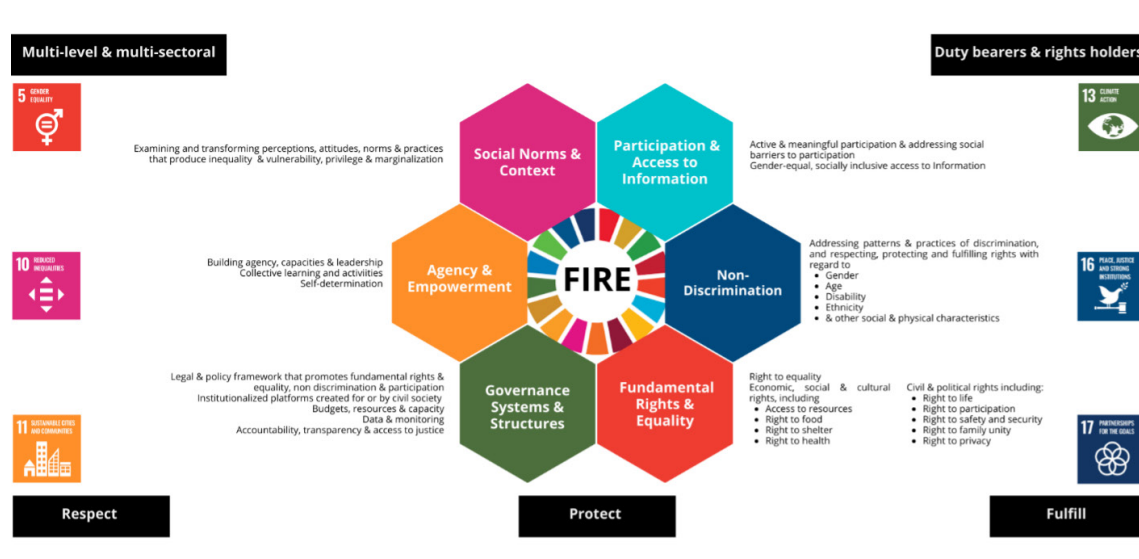 Multi-level & multi-sectoral
Duty bearers & rights holders
5 GENDER
EQUALITY
13 CLIMATE
ACTION
Examining and transforming perceptions, attitudes, norms & practices
that produce inequality & vulnerability, privilege & marginalization
Social Norms &
Context
Participation &
Access to
Information
Active & meaningful participation & addressing social
barriers to participation
Gender-equal, socially inclusive access to Information
10 REDUCED
INEQUALITIES
Building agency, capacities & leadership
Collective learning and activiities
Self-determination
Agency &
Empowerment
FIRE
Non-
Discrimination
Addressing patterns & practices of discrimination,
and respecting, protecting and fulfilling rights with
regard to
• Gender
• Age
• Disability
• Ethnicity
• & other social & physical characteristics
16 PEACE, JUSTICE
AND STRONG
INSTITUTIONS
Legal & policy framework that promotes fundamental rights &
equality, non discrimination & participation
Institutionalized platforms created for or by civil society
Budgets, resources & capacity
Data & monitoring
Accountability, transparency & access to justice
Governance
Systems &
Structures
Fundamental
Rights &
Equality
Right to equality
Economic, social & cultural
rights, including
• Access to resources
• Right to food
• Right to shelter
• Right to health
Civil & political rights including:
• Right to life
• Right to participation
• Right to safety and security
• Right to family unity
• Right to privacy
11 SUSTAINABLE CITIES
AND COMMUNITIES
17 PARTNERSHIPS
FOR THE GOALS
Respect
Protect
Fulfill